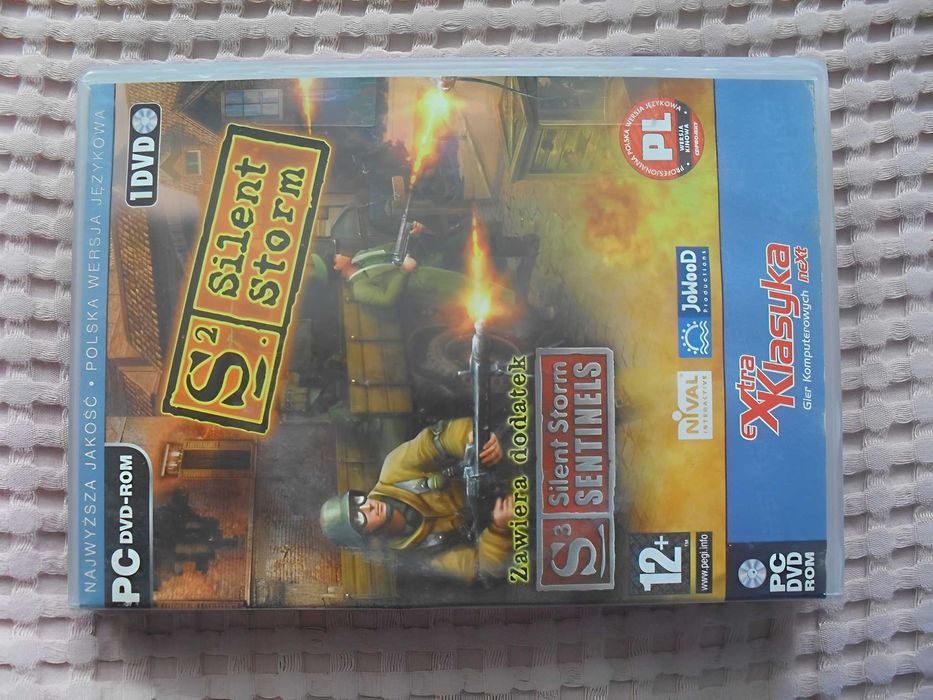 NAJWYŻSZA JAKOŚĆ • POLSKA WERSJA JĘZYKOWA
PC DVD-ROM
1DVD
S2 Silent
Storm
Zawiera dodatek
S3 Silent Storm
SENTINELS
12+
www.pegi.info
NIVAL
INTERACTIVE
JoWooD
Productions
PROFESJONALNA POLSKA WERSJA JĘZYKOWA
PL
WERSJA
KINOWA
CD PROJEKT
PC
DVD
ROM
eXtra
Klasyka
Gier Komputerowych neXt